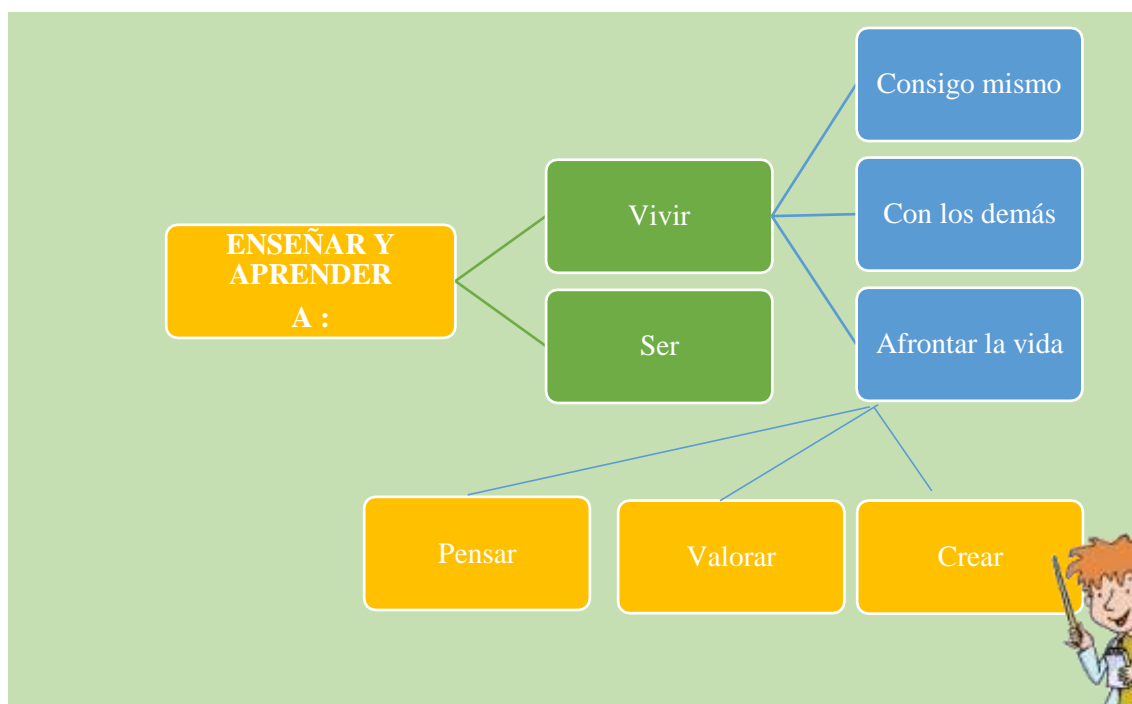 ENSEÑAR Y
APRENDER
A :
Vivir
Ser
Consigo mismo
Con los demás
Afrontar la vida
Pensar
Valorar
Crear